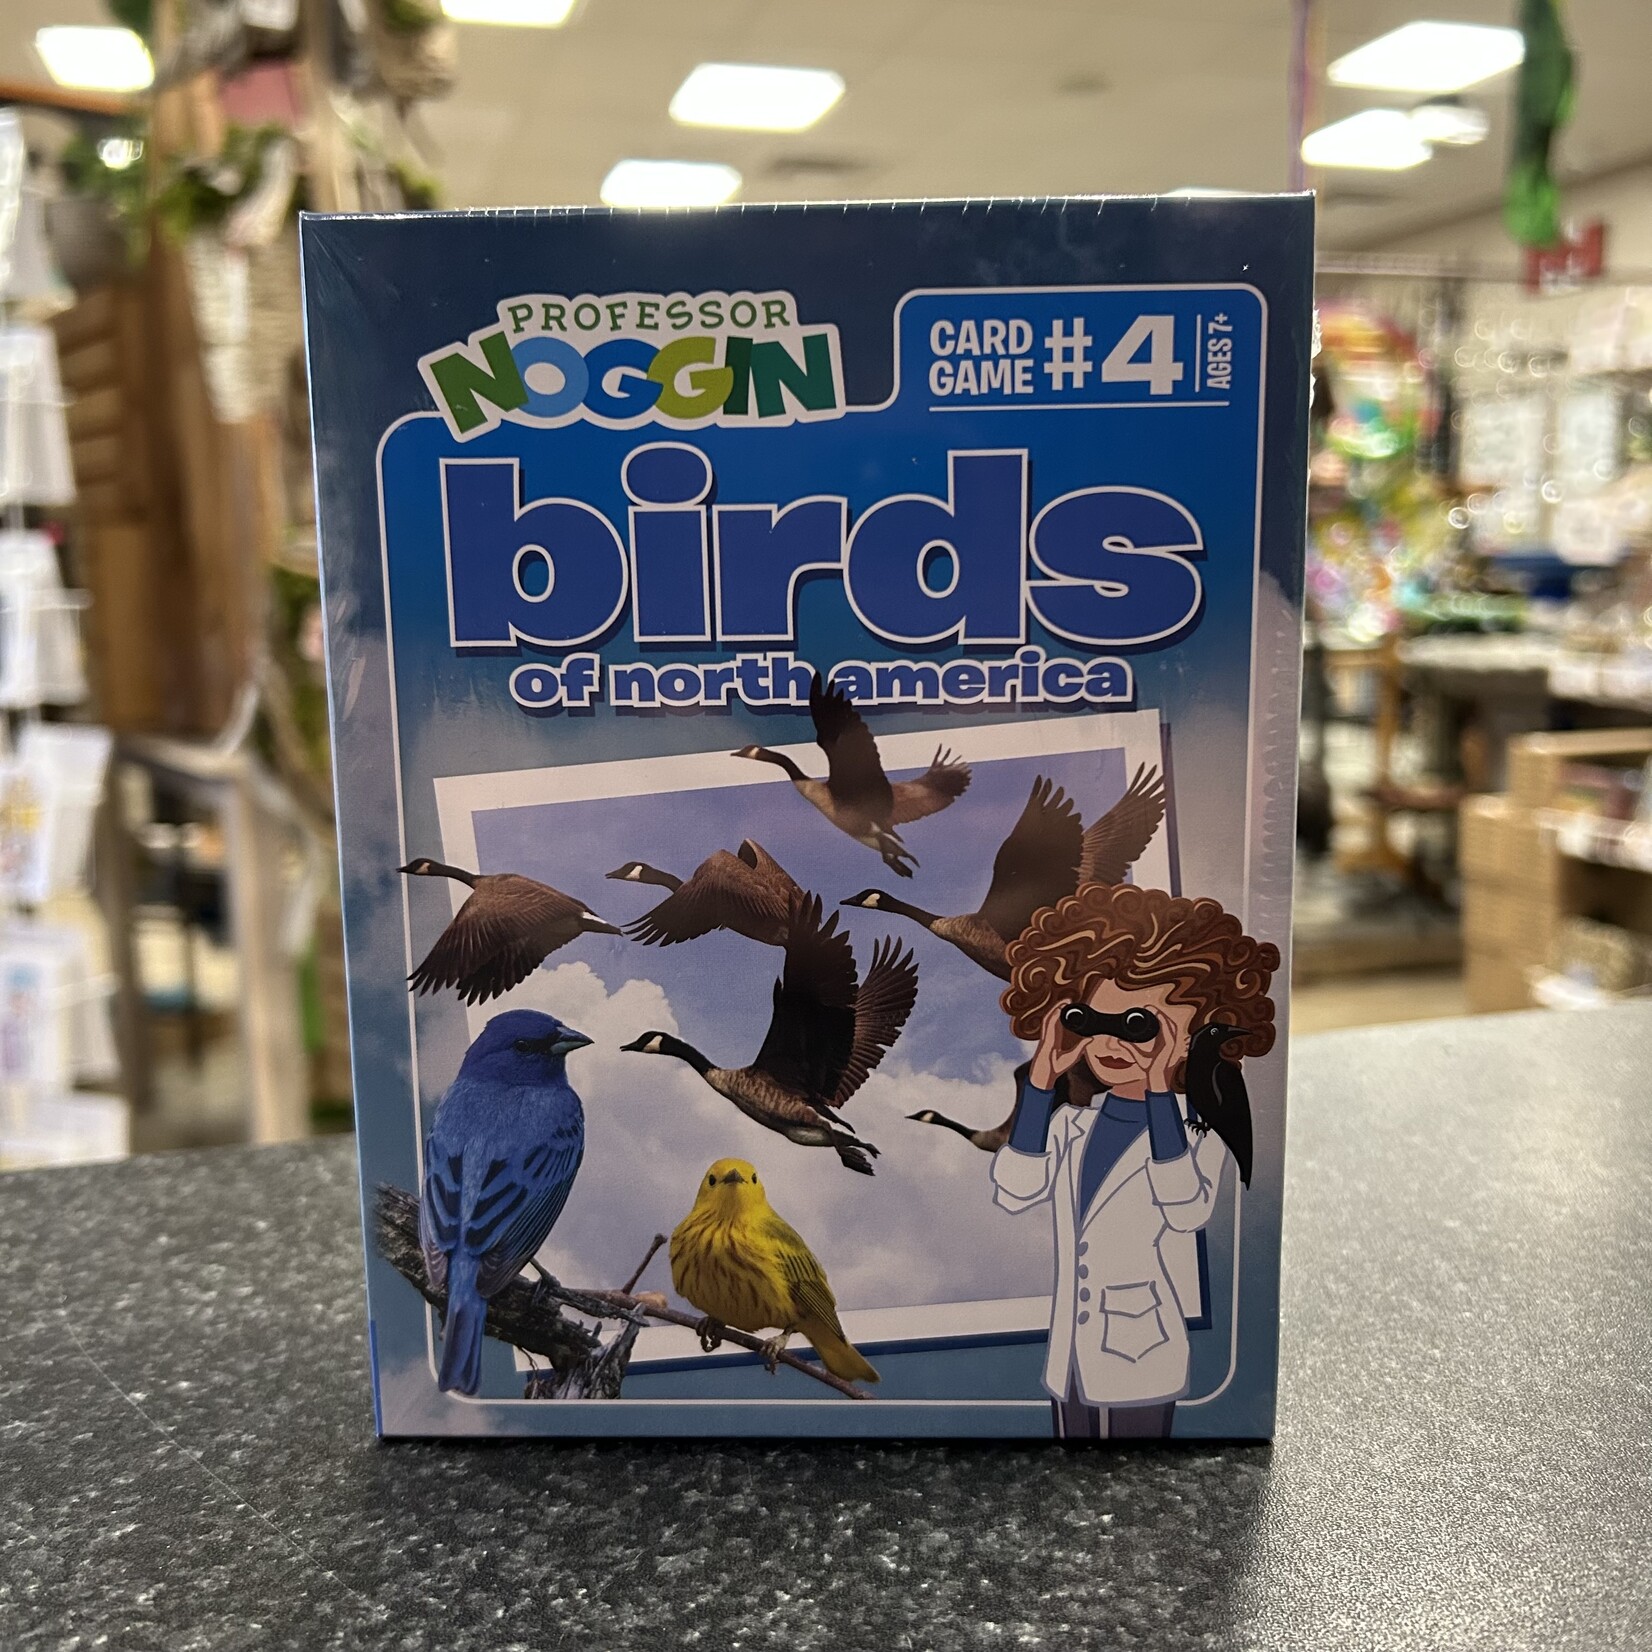 PROFESSOR
NOGGIN
CARD
GAME
#4
AGES 7+
birds
of north america